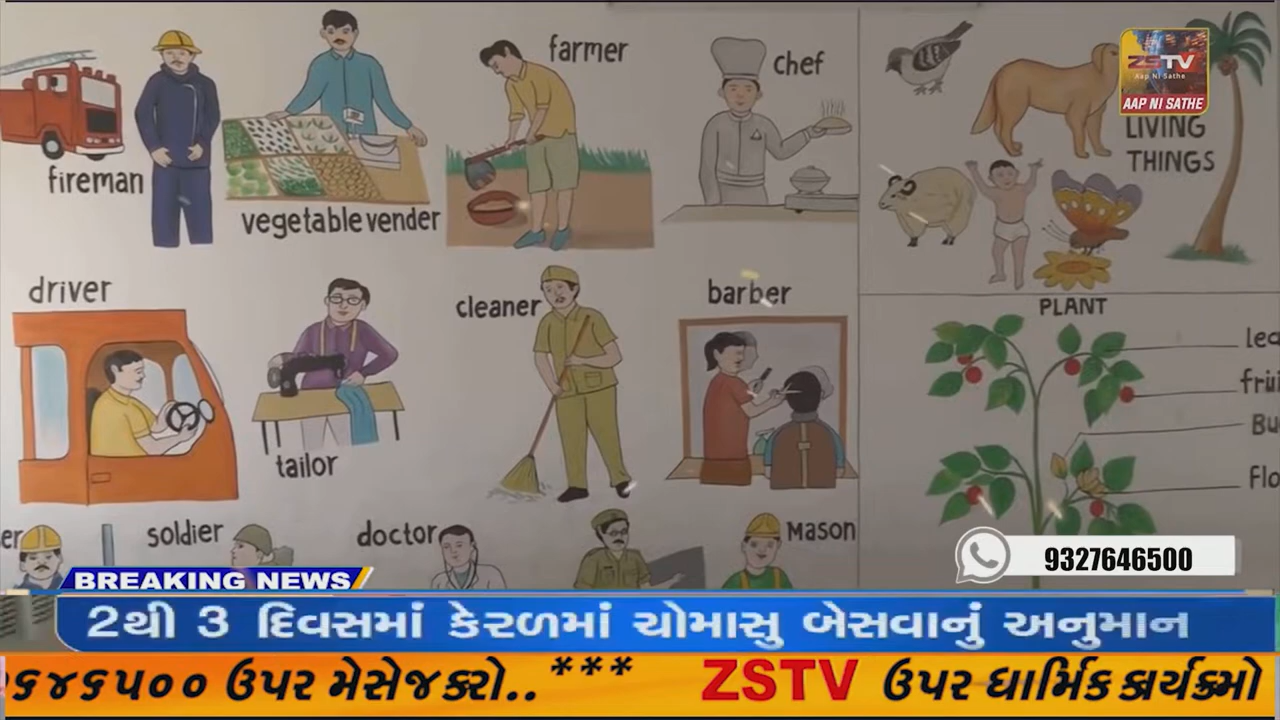 farmer
chef
ZSTV
Aap Ni Sathe
AAP NI SATHE
LIVING
THINGS
fireman
vegetable vender
driver
cleaner
barber
PLANT
tailor
soldier
doctor
MASON
9327646500
BREAKING NEWS
2થી 3 દિવસમાં કેરળમાં ચોમાસુ બેસવાનું અનુમાન
૬૪૬૫૦૦ ઉપર મેસેજ કરો.. *** ZSTV ઉપર ધાર્મિક કાર્યક્રમો